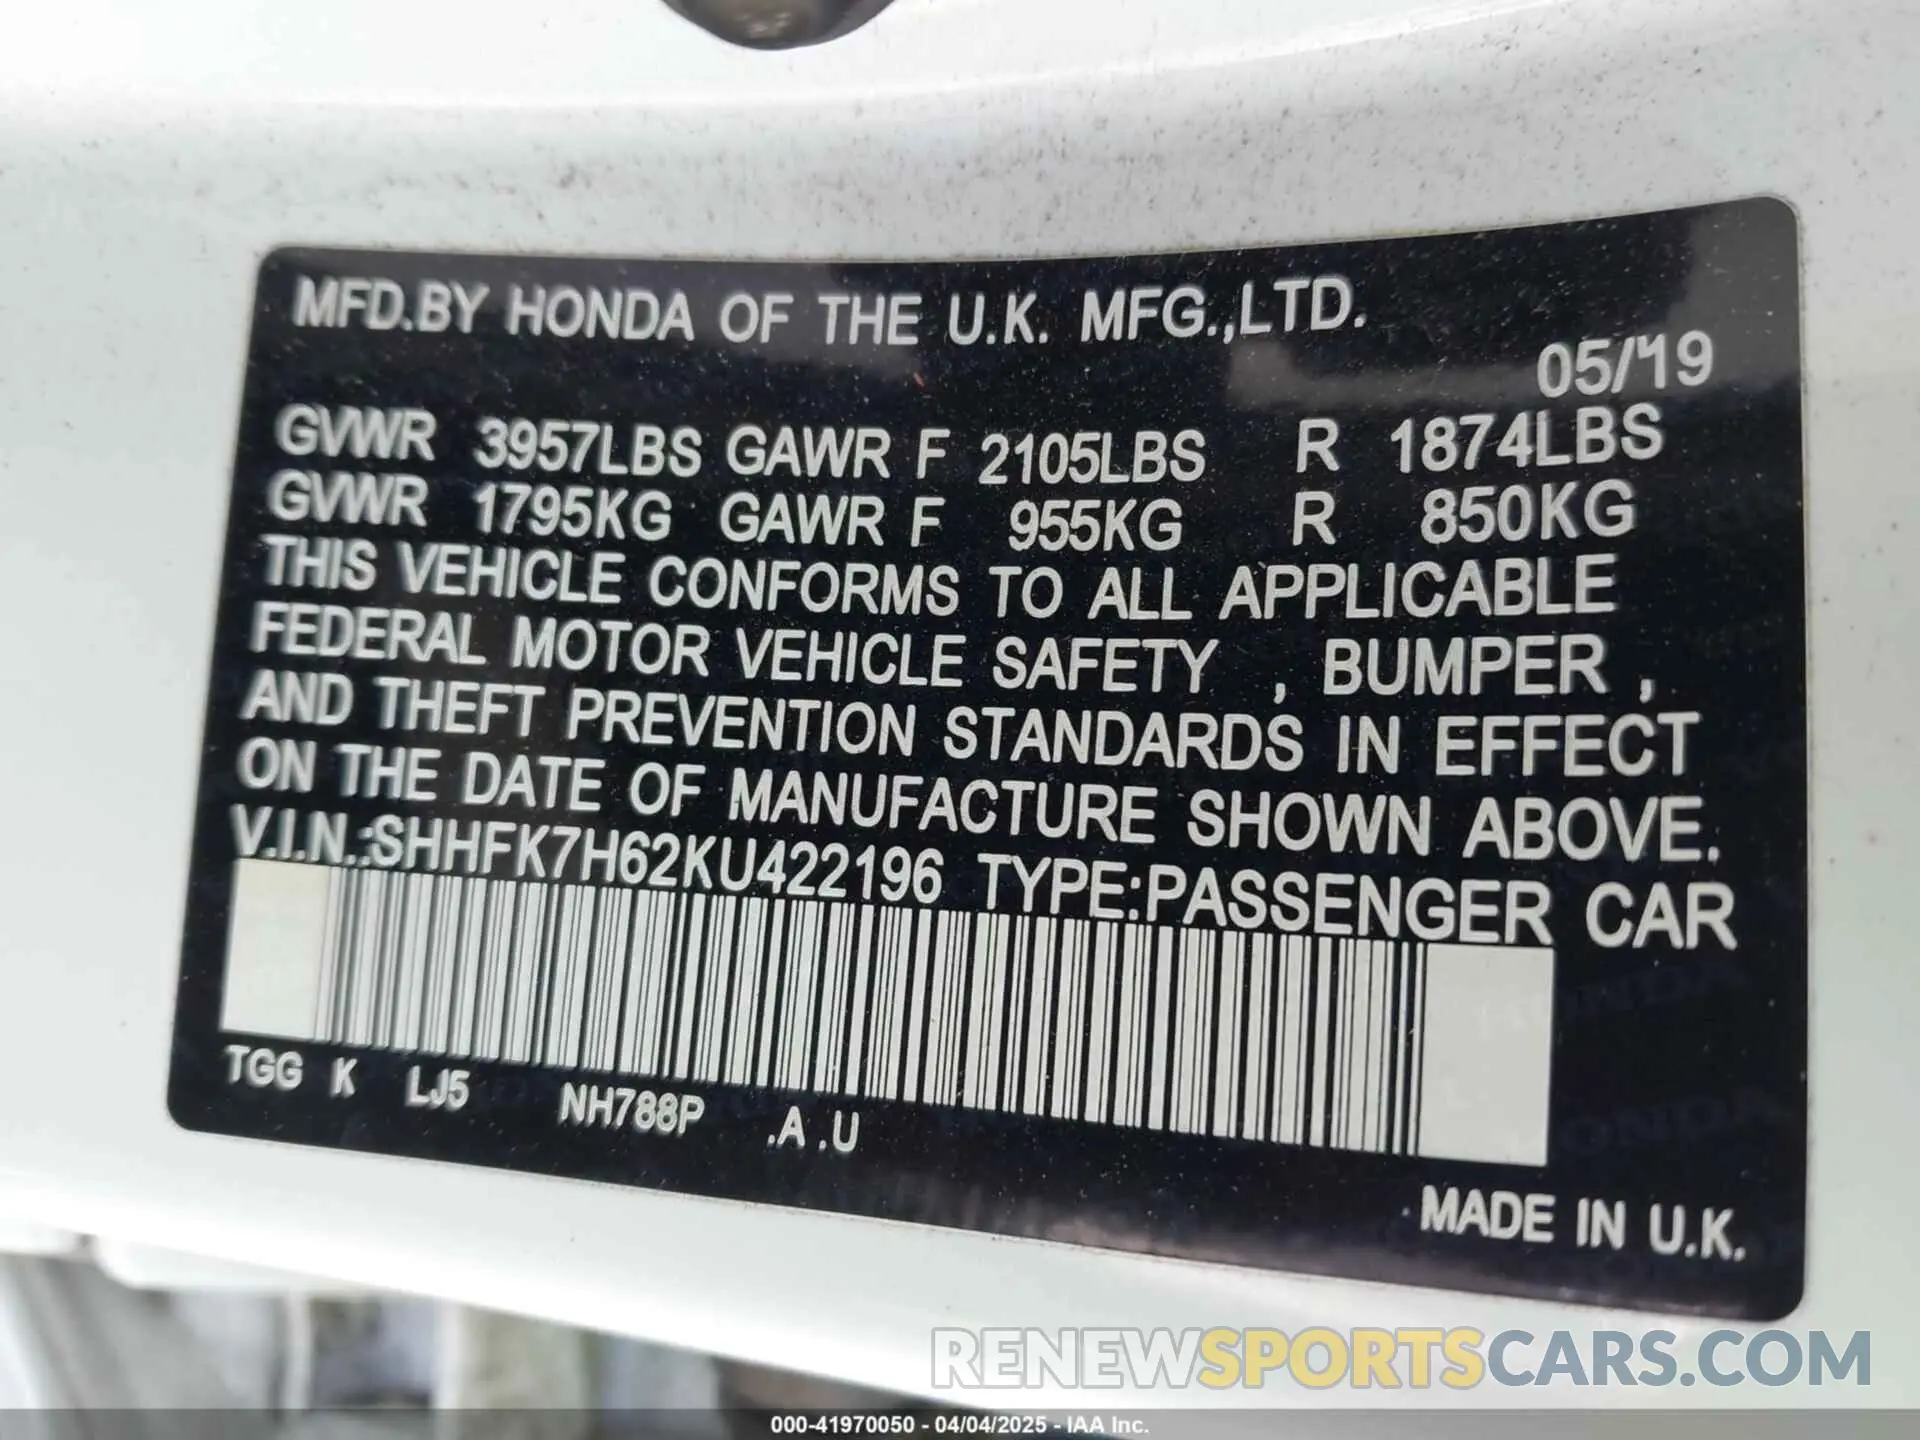 MFD.BY HONDA OF THE U.K. MFG.,LTD.
05/'19
GVWR 3957LBS GAWR F 2105LBS R 1874LBS
GVWR 1795KG GAWR F 955KG R 850KG
THIS VEHICLE CONFORMS TO ALL APPLICABLE
FEDERAL MOTOR VEHICLE SAFETY , BUMPER ,
AND THEFT PREVENTION STANDARDS IN EFFECT
ON THE DATE OF MANUFACTURE SHOWN ABOVE.
V.I.N.:SHHFK7H62KU422196 TYPE:PASSENGER CAR
TGG K LJ5 NH788P .A .U
MADE IN U.K.
RENEWSPORTSCARS.COM
000-41970050 - 04/04/2025 - IAA Inc.